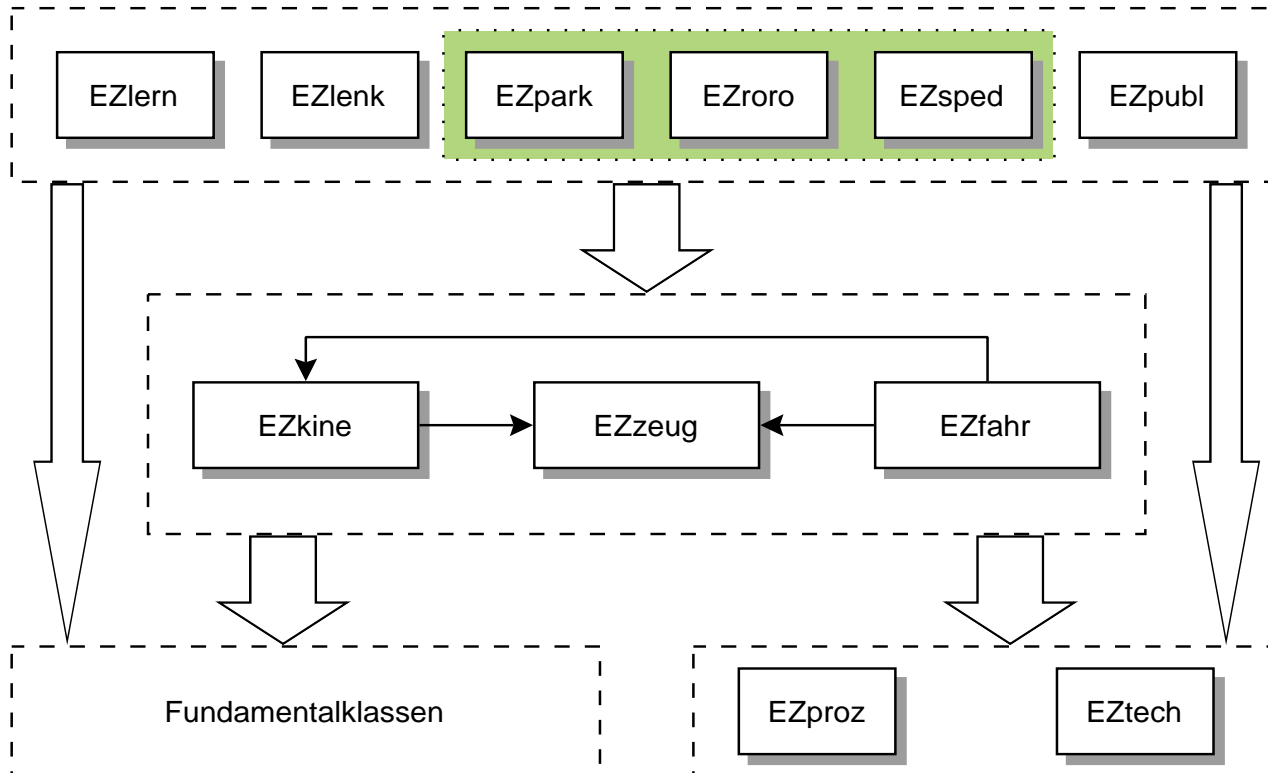 EZlern
EZlenk
EZpark
EZroro
EZsped
EZpubl
EZkine
EZzeug
EZfahr
Fundamentalklassen
EZproz
EZtech